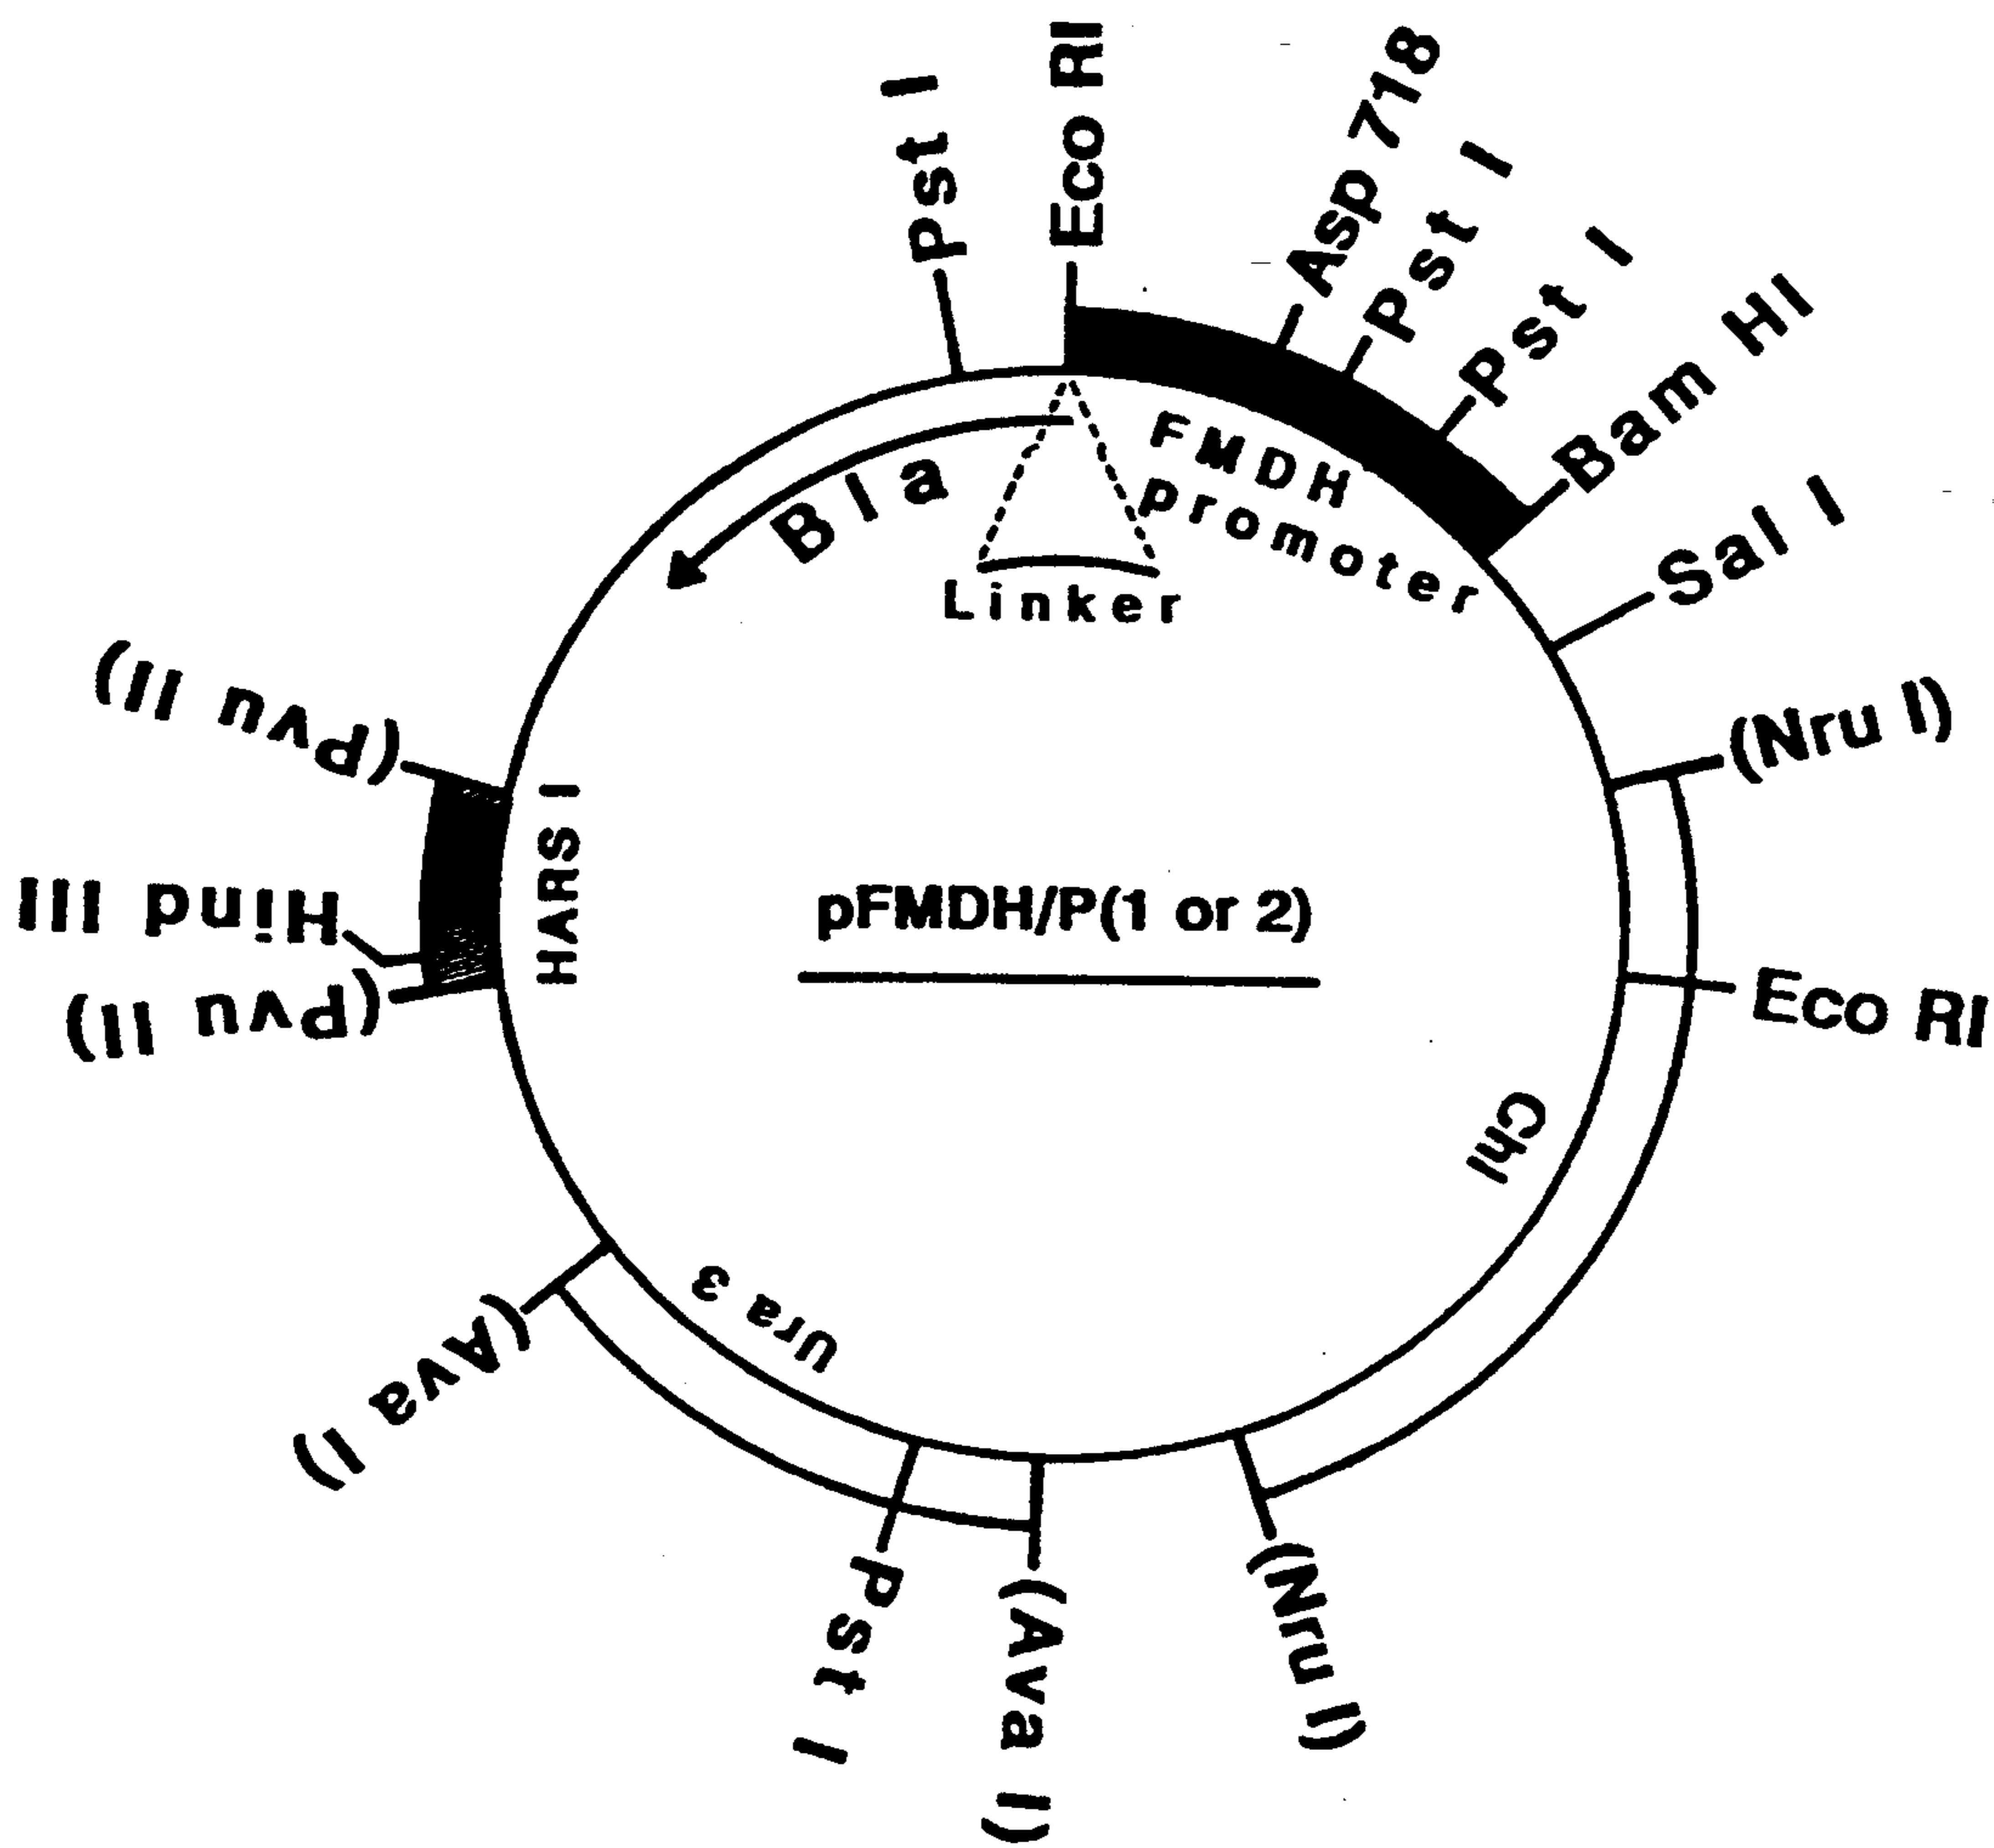 Pst I
Eco RI
Asp 718
Pst I
Pst I
Bam HI
Sal I
(Nru I)
Eco RI
(Nru I)
(Ava I)
Pst I
(Ava I)
(Pvu II)
Hind III
(Pvu II)
Bla
FMDH
promoter
Linker
HARS I
pFMDH/P(1 or 2)
Chl
Ura 3